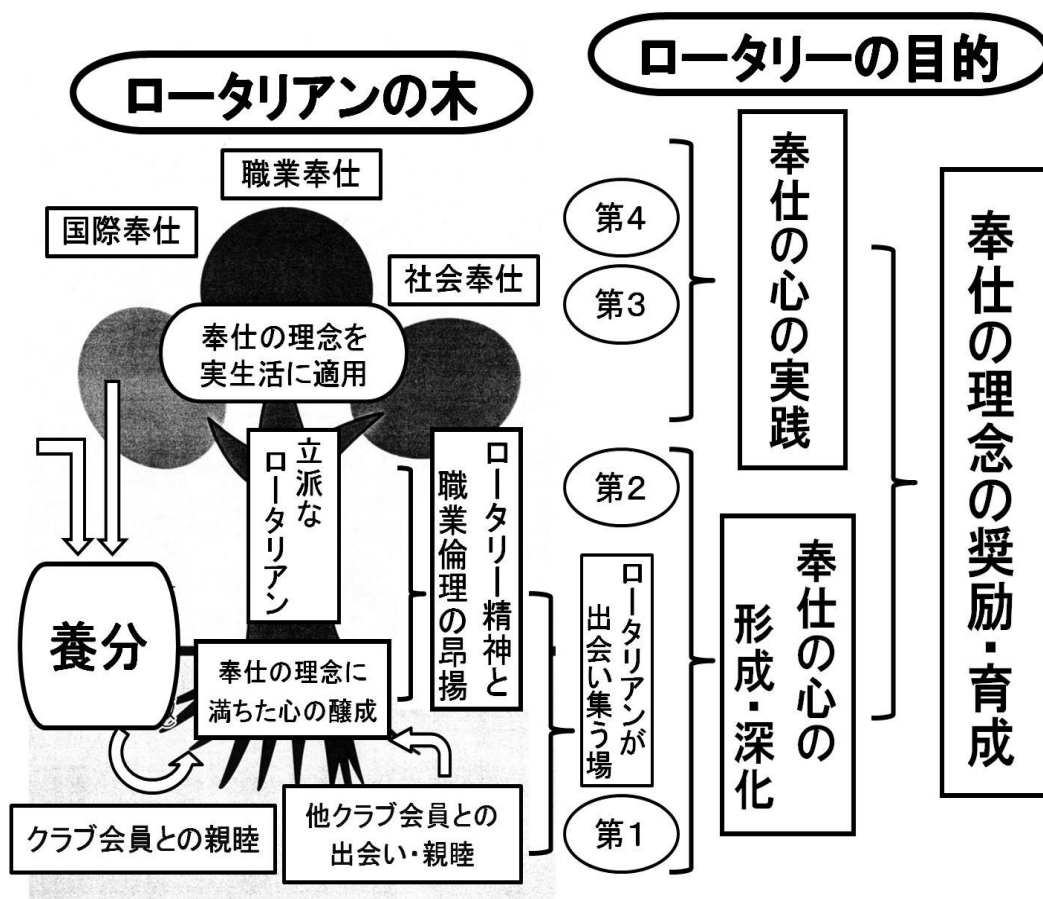 ロータリアンの木
職業奉仕
国際奉仕
社会奉仕
奉仕の理念を
実生活に適用
立派な
ロータリアン
ロータリー精神と
職業倫理の昂揚
養分
奉仕の理念に
満ちた心の醸成
クラブ会員との親睦
他クラブ会員との
出会い・親睦
ロータリーの目的
第4
第3
第2
ロータリアンが
出会い集う場
第1
奉仕の心の実践
奉仕の心の
形成・深化
奉仕の理念の奨励・育成